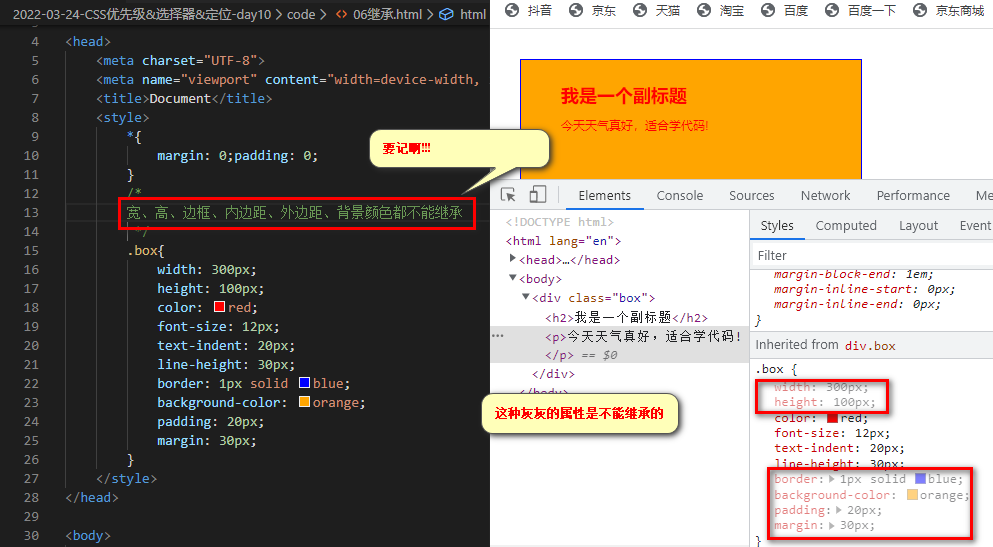 2022-03-24-CSS优先级&选择器&定位-day10 > code > <> 06继承.html > html
4 <head>
5 <meta charset="UTF-8">
6 <meta name="viewport" content="width=device-width,
7 <title>Document</title>
8 <style>
9 *{
10 margin: 0;padding: 0;
11 }
12 /*
13 宽、高、边框、内边距、外边距、背景颜色都不能继承
14 */
15 .box{
16 width: 300px;
17 height: 100px;
18 color: red;
19 font-size: 12px;
20 text-indent: 20px;
21 line-height: 30px;
22 border: 1px solid blue;
23 background-color: orange;
24 padding: 20px;
25 margin: 30px;
26 }
27 </style>
28 </head>
29
30 <body>
要记啊!!!
这种灰灰的属性是不能继承的
抖音 京东 天猫 淘宝 百度 百度一下 京东商城
我是一个副标题
今天天气真好，适合学代码!
Elements Console Sources Network Performance Me
<!DOCTYPE html>
<html lang="en">
<head>…</head>
<body>
<div class="box">
<h2>我是一个副标题</h2>
<p>今天天气真好，适合学代码!
</p> == $0
</div>
</body>
Styles Computed Layout Event
Filter
margin-block-end: 1em;
margin-inline-start: 0px;
margin-inline-end: 0px;
}
Inherited from div.box
.box {
width: 300px;
height: 100px;
color: red;
font-size: 12px;
text-indent: 20px;
line-height: 30px;
border: 1px solid blue;
background-color: orange;
padding: 20px;
margin: 30px;
}